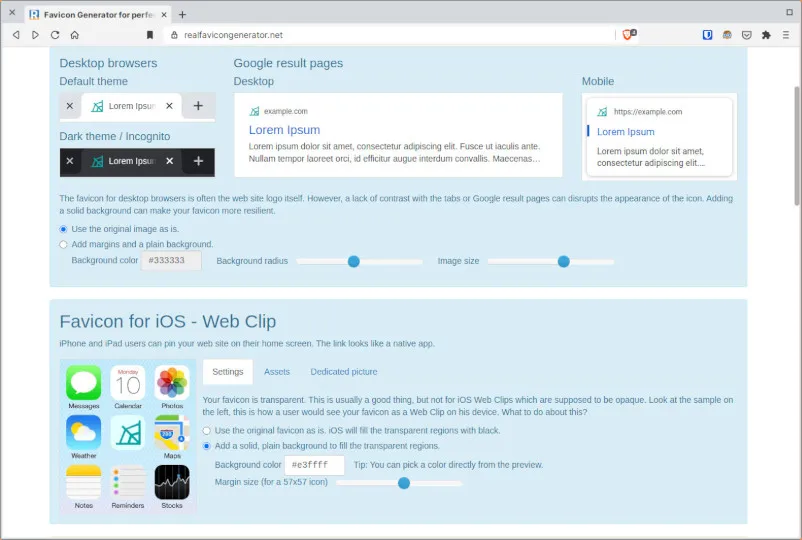 Favicon Generator for perfe
realfavicongenerator.net
4
Desktop browsers
Google result pages
Default theme
Desktop
Mobile
Lorem Ipsum
example.com
Lorem Ipsum
Fusce ut iaculis ante.
Lorem ipsum dolor sit amet, consectetur adipiscing elit. Fusce ut iaculis ante.
Nullam tempor laoreet orci, id efficitur augue interdum convallis. Maecenas…
https://example.com
Lorem Ipsum
Lorem ipsum dolor sit amet,
consectetur adipiscing elit.…
Dark theme / Incognito
Lorem Ipsum
The favicon for desktop browsers is often the web site logo itself. However, a lack of contrast with the tabs or Google result pages can disrupts the appearance of the icon. Adding
a solid background can make your favicon more resilient.
Use the original image as is.
Add margins and a plain background.
Background color #333333 Background radius Image size
Favicon for iOS - Web Clip
iPhone and iPad users can pin your web site on their home screen. The link looks like a native app.
Messages
Monday
10
Calendar
Photos
Weather
280
Maps
Notes
Reminders
Stocks
Settings Assets Dedicated picture
Your favicon is transparent. This is usually a good thing, but not for iOS Web Clips which are supposed to be opaque. Look at the sample on
the left, this is how a user would see your favicon as a Web Clip on his device. What to do about this?
Use the original favicon as is. iOS will fill the transparent regions with black.
Add a solid, plain background to fill the transparent regions.
Background color #e3ffff Tip: You can pick a color directly from the preview.
Margin size (for a 57x57 icon)